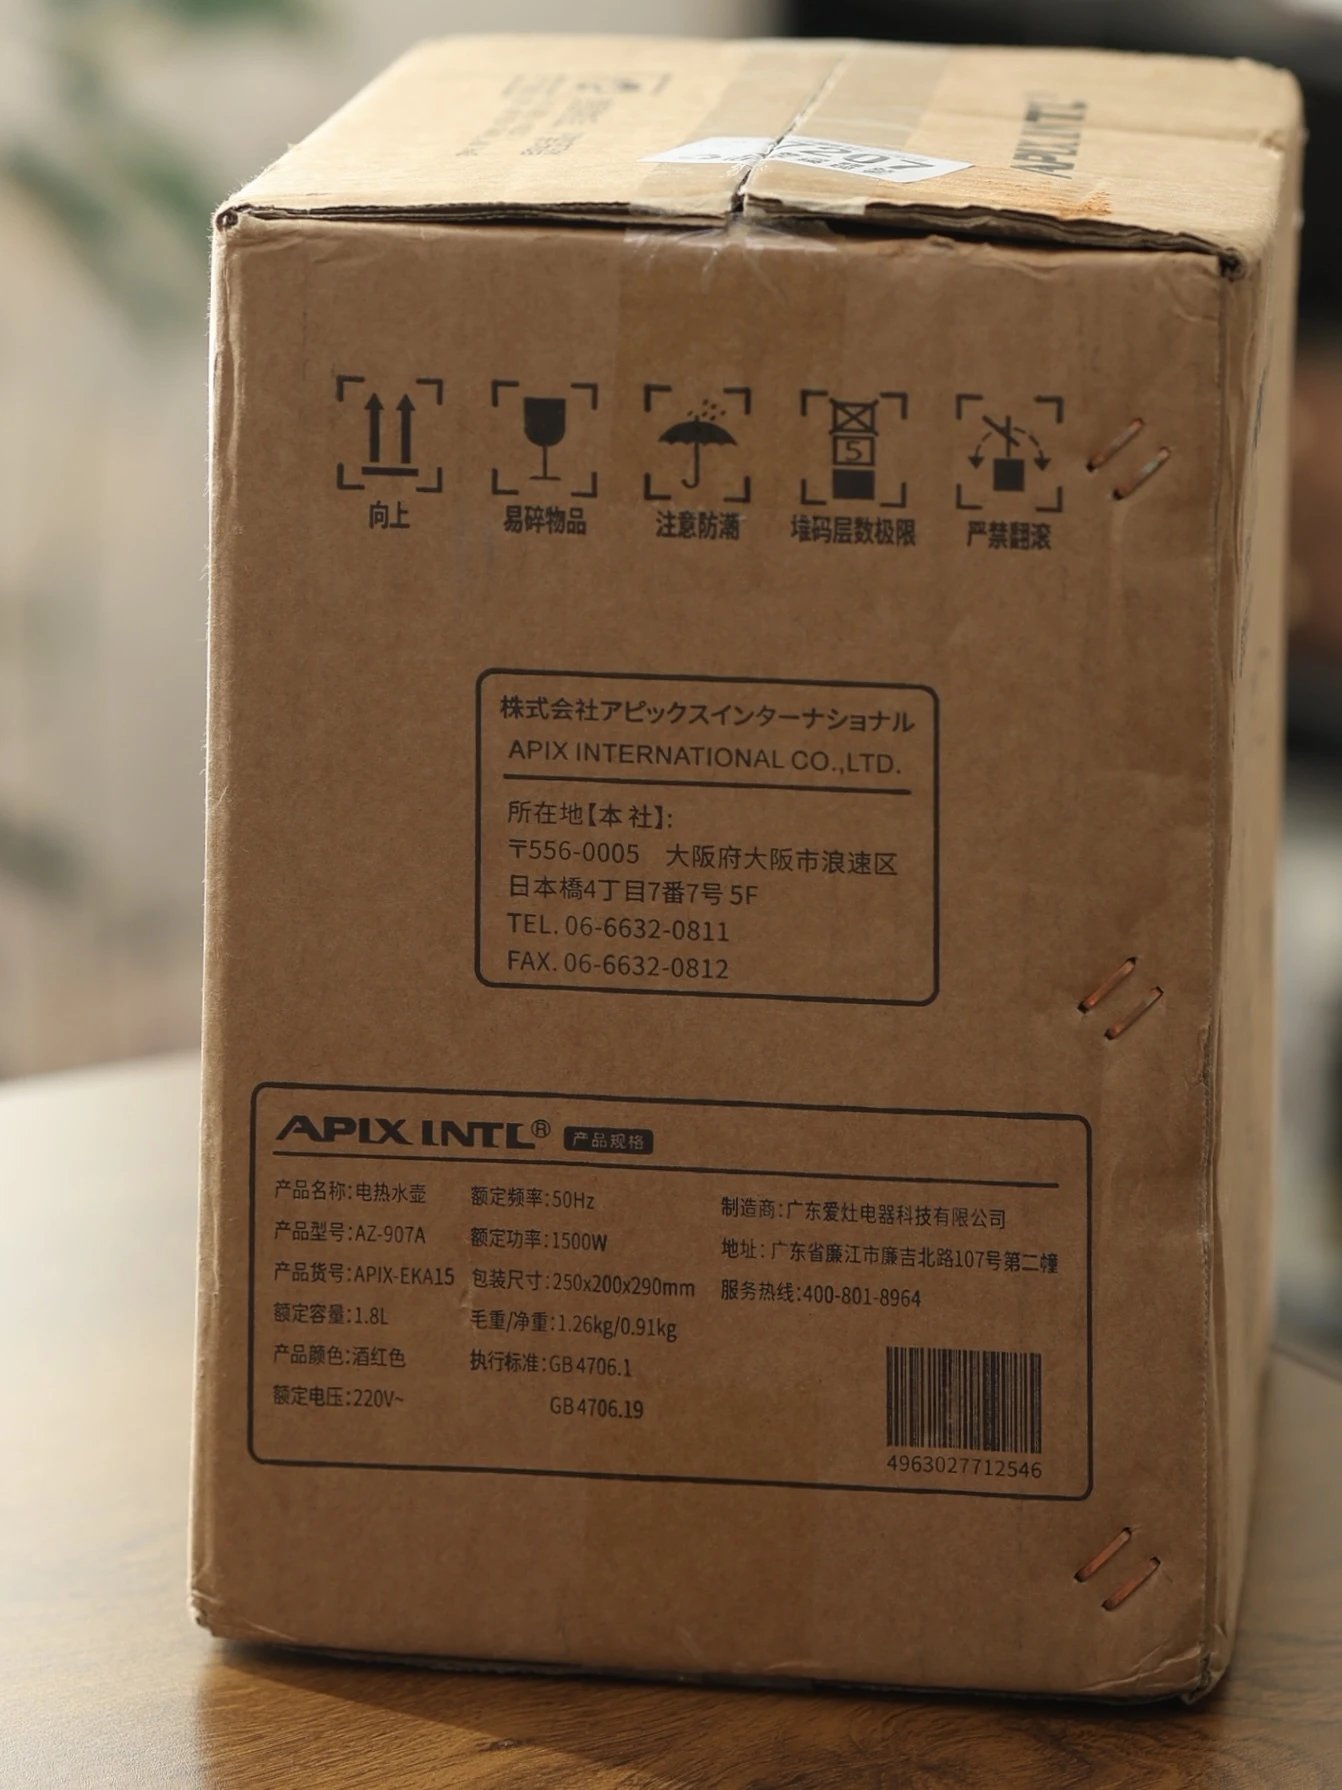 APIX INTL
5
向上
易碎物品
注意防潮
堆码层数极限
严禁翻滚
株式会社アピックスインターナショナル
APIX INTERNATIONAL CO.,LTD.
所在地【本 社】:
〒556-0005 大阪府大阪市浪速区
日本橋4丁目7番7号 5F
TEL. 06-6632-0811
FAX. 06-6632-0812
APIX INTL® 产品规格
产品名称:电热水壶
产品型号:AZ-907A
产品货号:APIX-EKA15
额定容量:1.8L
产品颜色:酒红色
额定电压:220V~
额定频率:50Hz
额定功率:1500W
包装尺寸:250x200x290mm
毛重/净重:1.26kg/0.91kg
执行标准:GB 4706.1
GB 4706.19
制造商:广东爱灶电器科技有限公司
地址: 广东省廉江市廉吉北路107号第二幢
服务热线:400-801-8964
4963027712546